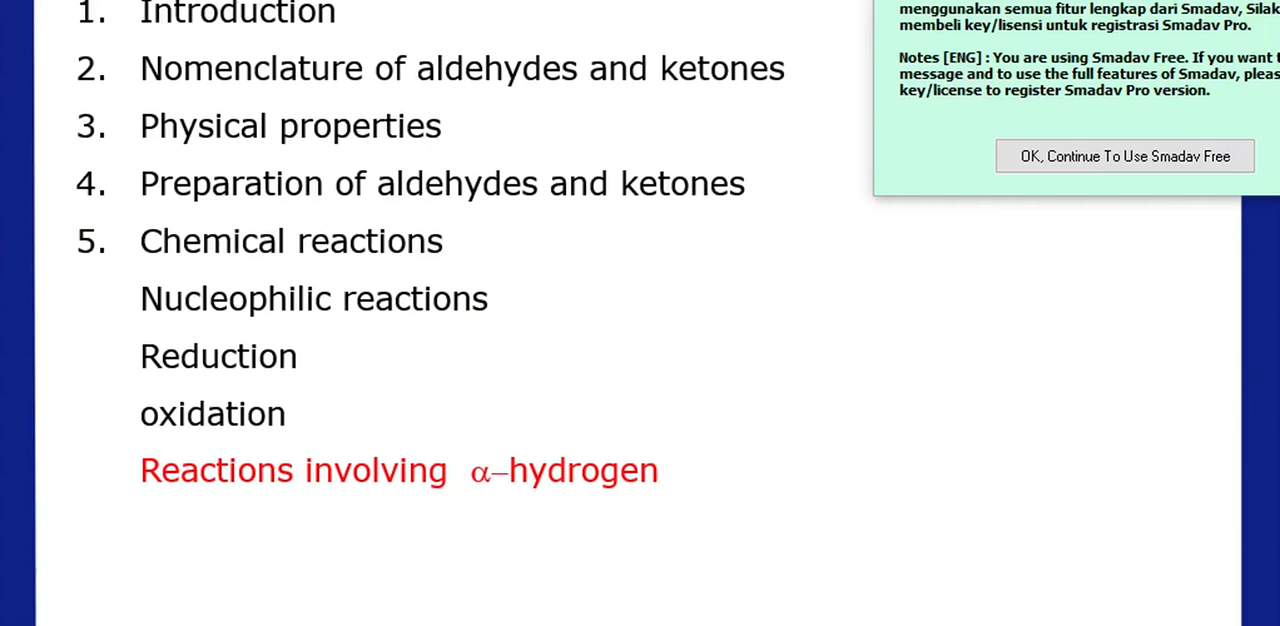 1. Introduction
2. Nomenclature of aldehydes and ketones
3. Physical properties
4. Preparation of aldehydes and ketones
5. Chemical reactions
Nucleophilic reactions
Reduction
oxidation
Reactions involving α–hydrogen
menggunakan semua fitur lengkap dari Smadav, Silak
membeli key/lisensi untuk registrasi Smadav Pro.
Notes [ENG] : You are using Smadav Free. If you want t
message and to use the full features of Smadav, pleas
key/license to register Smadav Pro version.
OK, Continue To Use Smadav Free